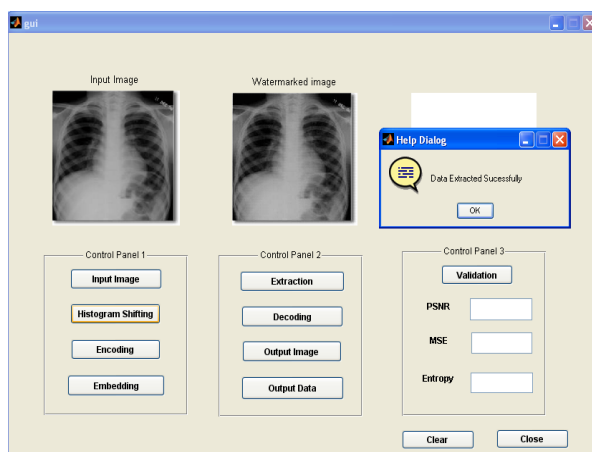 gui
Input Image
Watermarked image
Help Dialog
Data Extracted Sucessfully
OK
Control Panel 1
Input Image
Histogram Shifting
Encoding
Embedding
Control Panel 2
Extraction
Decoding
Output Image
Output Data
Control Panel 3
Validation
PSNR
MSE
Entropy
Clear
Close